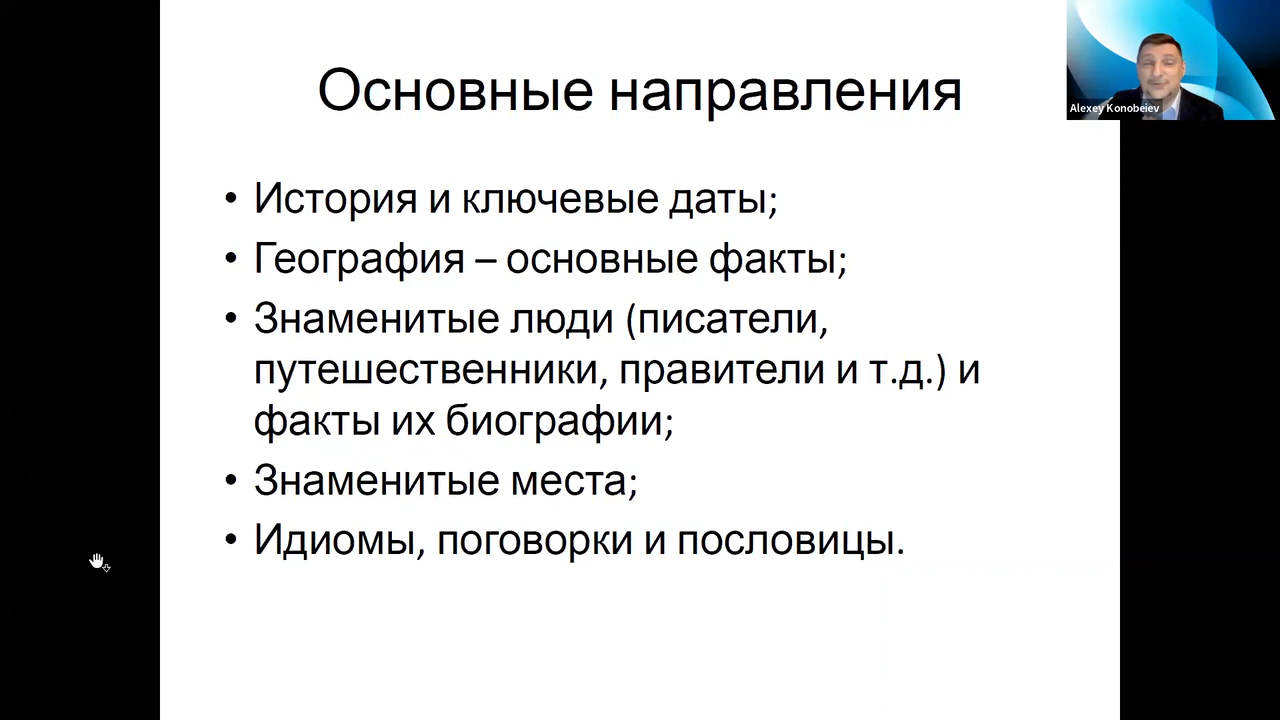 Основные направления
Alexey Konobeiev
• История и ключевые даты;
• География – основные факты;
• Знаменитые люди (писатели,
путешественники, правители и т.д.) и
факты их биографии;
• Знаменитые места;
• Идиомы, поговорки и пословицы.